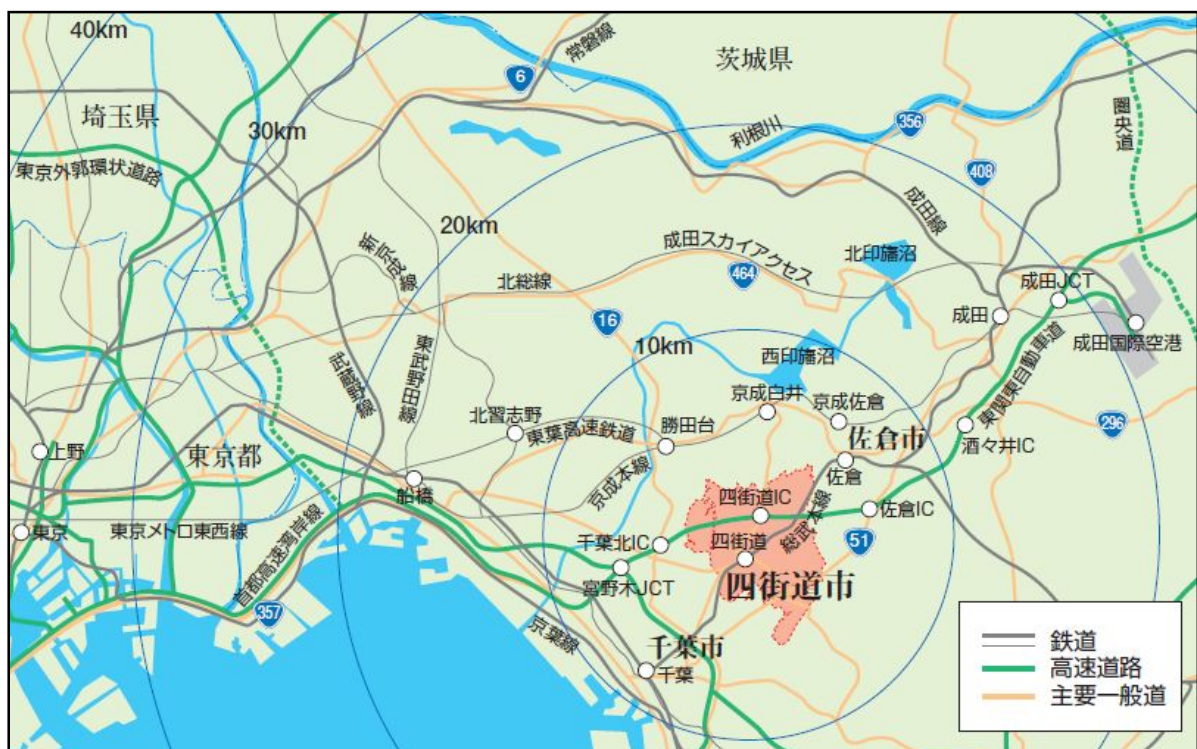 40km
茨城県
常磐線
6
埼玉県
30km
利根川
356
圏央道
東京外郭環状道路
408
成田線
20km
新京成線
成田スカイアクセス
北印旛沼
北総線
464
成田JCT
16
成田
成田国際空港
10km
西印旛沼
東関東自動車道
武蔵野線
東武野田線
京成臼井
京成佐倉
北習志野
東葉高速鉄道
勝田台
佐倉市
296
酒々井IC
上野
東京都
京成本線
佐倉
船橋
四街道IC
総武本線
佐倉IC
東京
東京メトロ東西線
首都高速湾岸線
千葉北IC
四街道
51
宮野木JCT
四街道市
357
京葉線
千葉市
千葉
鉄道
高速道路
主要一般道